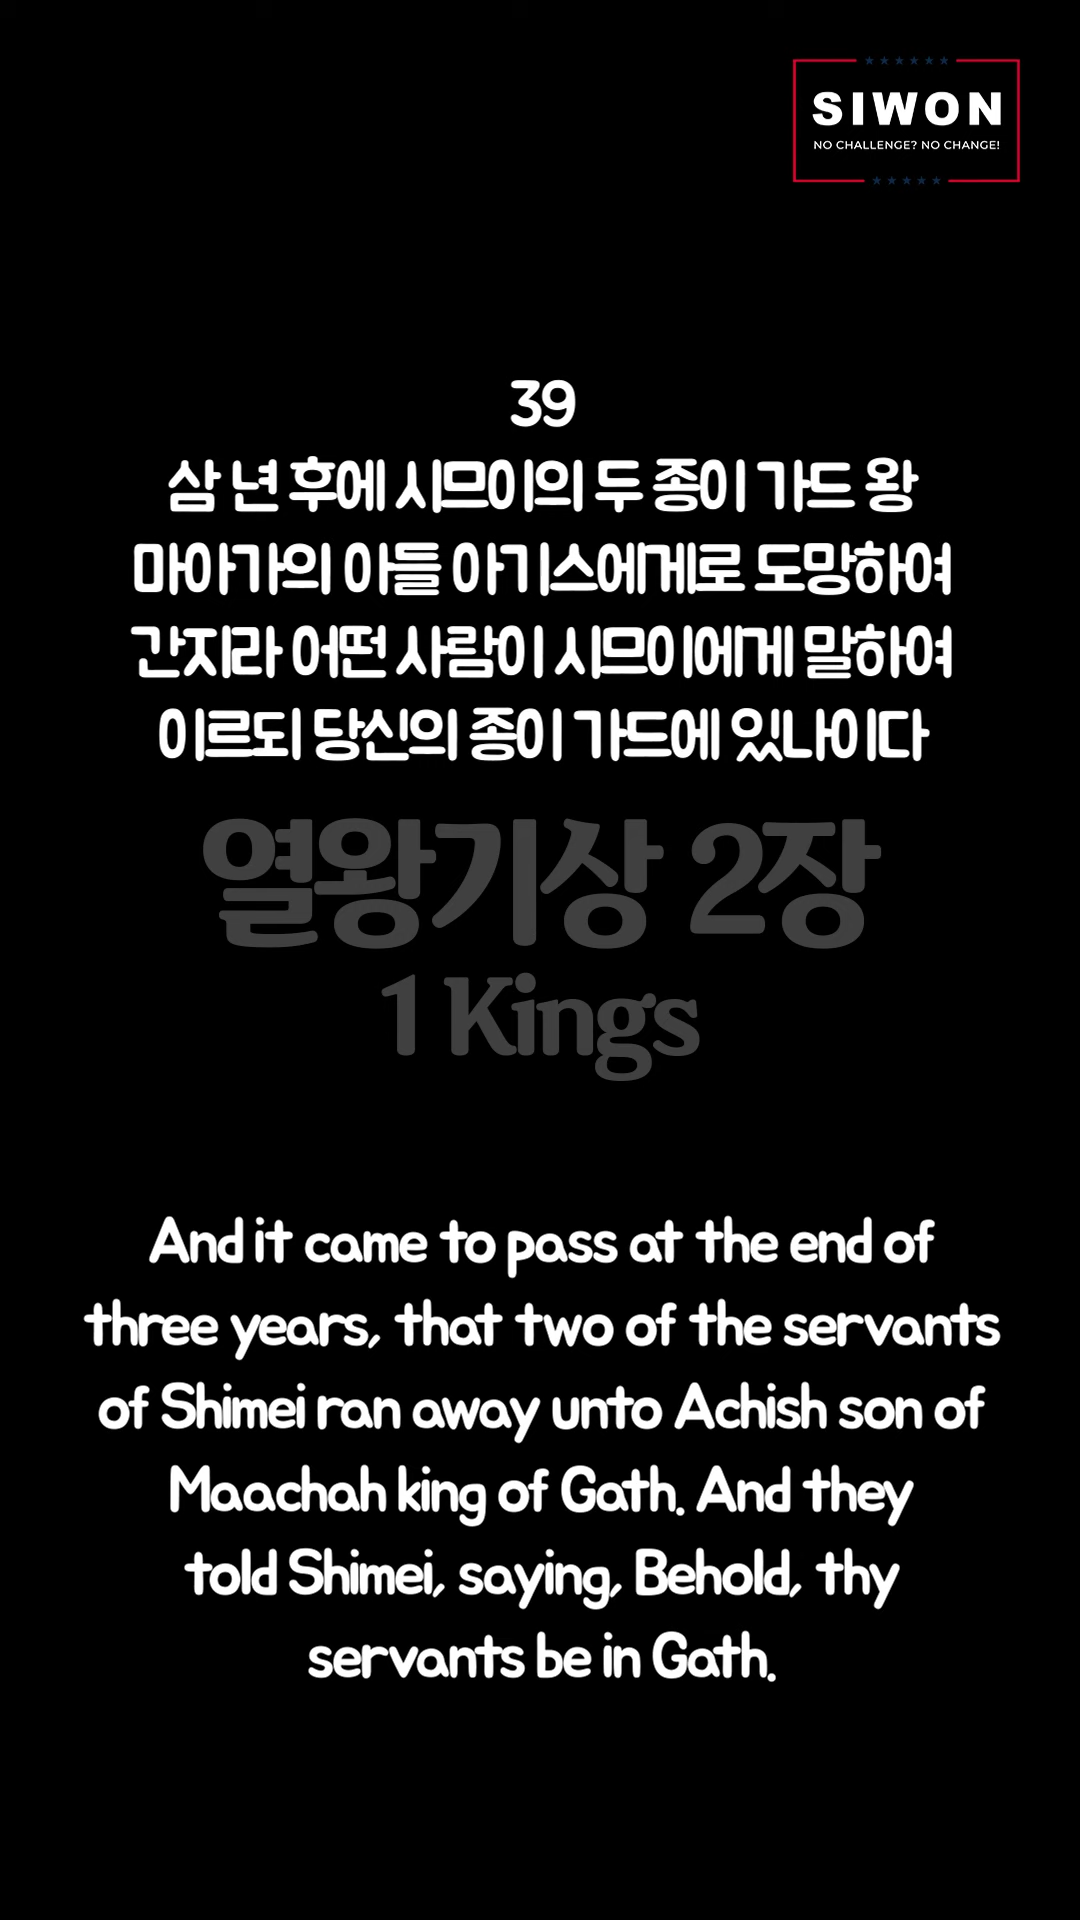 SIWON
NO CHALLENGE? NO CHANGE!
39
삼 년 후에 시므이의 두 종이 가드 왕
마아가의 아들 아기스에게로 도망하여
간지라 어떤 사람이 시므이에게 말하여
이르되 당신의 종이 가드에 있나이다
열왕기상 2장
1 Kings
And it came to pass at the end of
three years, that two of the servants
of Shimei ran away unto Achish son of
Maachah king of Gath. And they
told Shimei, saying, Behold, thy
servants be in Gath.